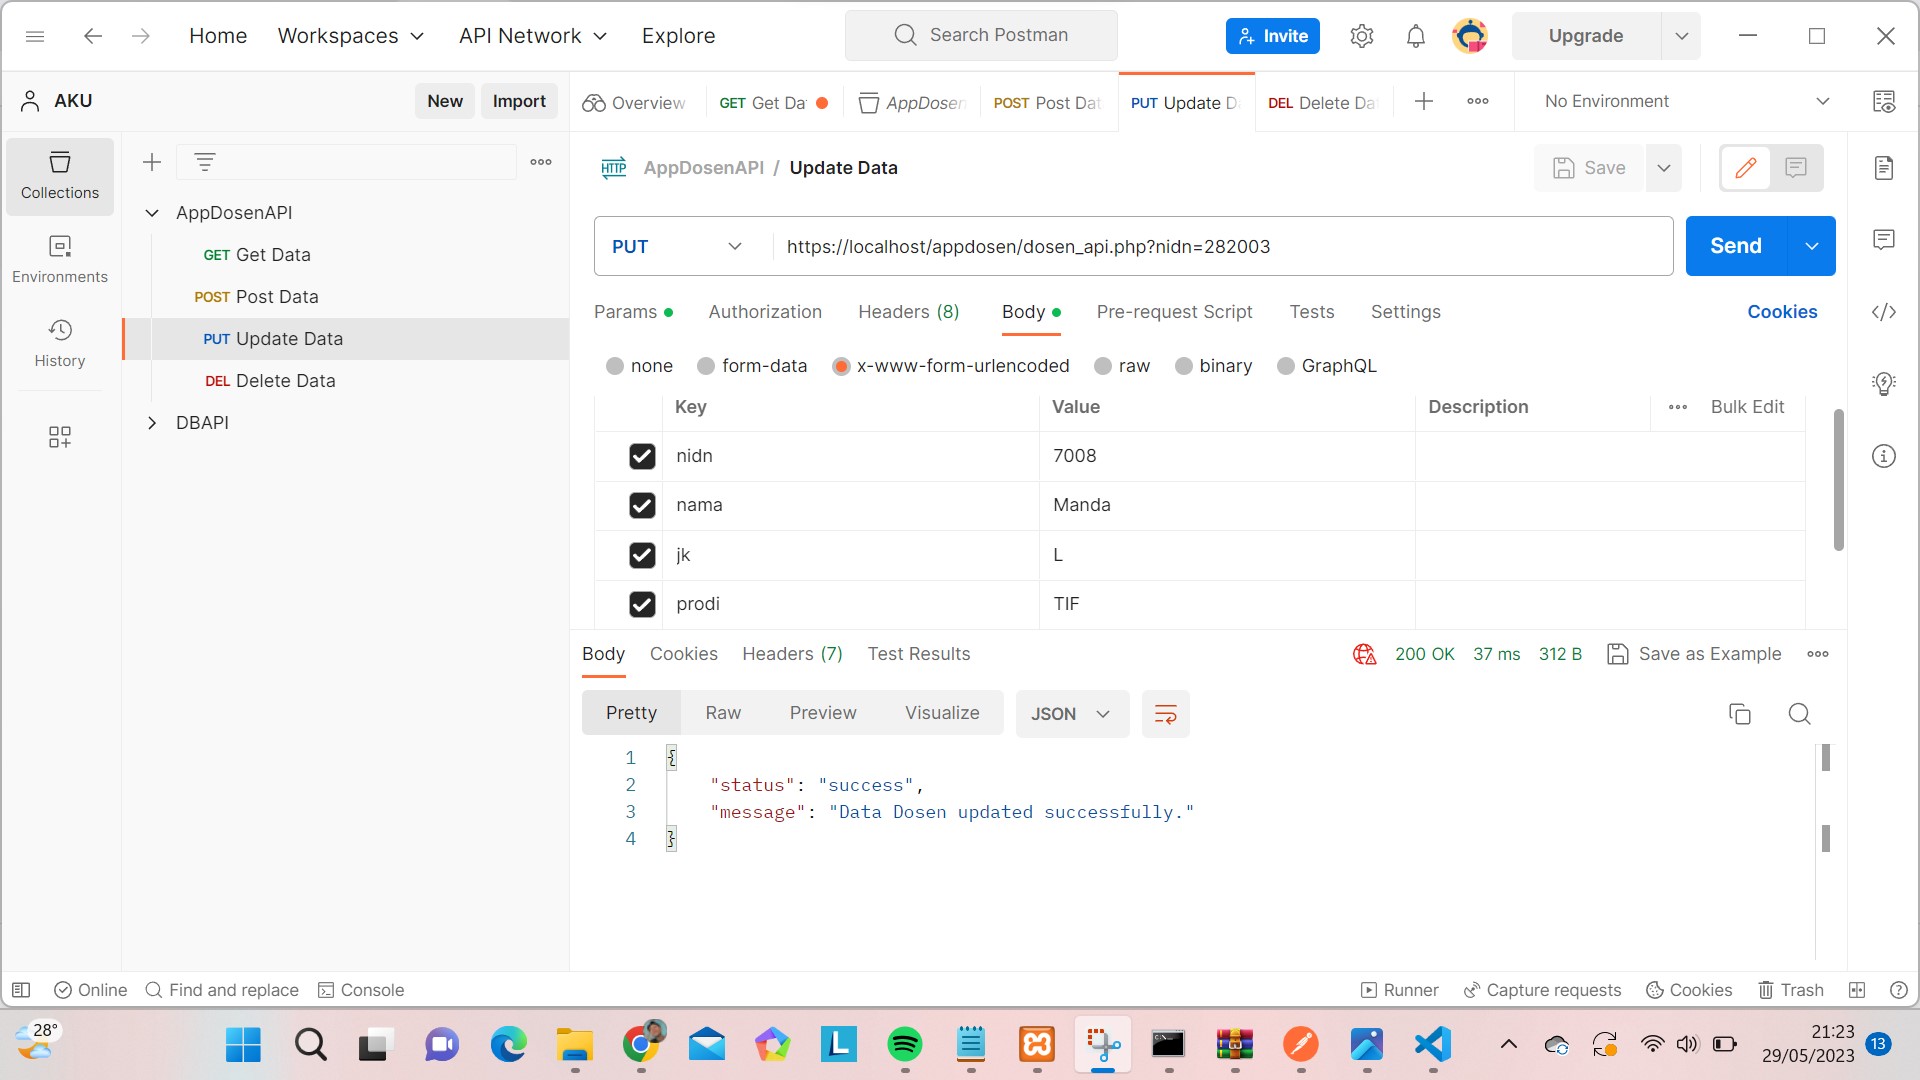 Home Workspaces API Network Explore Search Postman Invite Upgrade
AKU New Import Overview GET Get Da POST Post Dat PUT Update D DEL Delete Da No Environment
AppDosen
Collections
Environments
History
AppDosenAPI
GET Get Data
POST Post Data
PUT Update Data
DEL Delete Data
DBAPI
HTTP AppDosenAPI / Update Data Save
PUT https://localhost/appdosen/dosen_api.php?nidn=282003 Send
Params Authorization Headers (8) Body Pre-request Script Tests Settings Cookies
none form-data x-www-form-urlencoded raw binary GraphQL
Key Value Description Bulk Edit
nidn 7008
nama Manda
jk L
prodi TIF
Body Cookies Headers (7) Test Results 200 OK 37 ms 312 B Save as Example
Pretty Raw Preview Visualize JSON
1 {
2 "status": "success",
3 "message": "Data Dosen updated successfully."
4 }
Online Find and replace Console Runner Capture requests Cookies Trash
28° L 21:23 13
29/05/2023